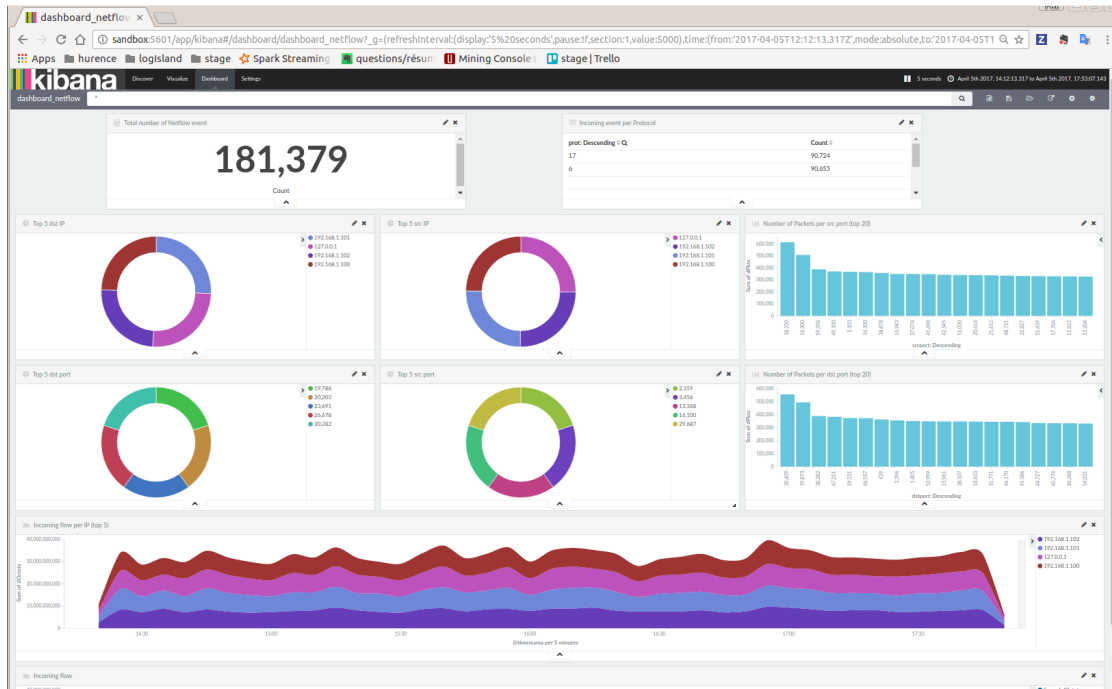 dashboard_netflow
sandbox:5601/app/kibana#/dashboard/dashboard_netflow?_g=(refreshInterval:(display:'5%20seconds',pause:!f,section:1,value:5000),time:(from:'2017-04-05T12:12:13.317Z',mode:absolute,to:'2017-04-05T1
Apps hurence logisland stage Spark Streaming questions/résum Mining Console stage | Trello
kibana Discover Visualize Dashboard Settings 5 seconds April 5th 2017, 14:12:13.317 to April 5th 2017, 17:53:07.143
dashboard_netflow *
Total number of Netflow event
181,379
Count
Incoming event per Protocol
prot: Descending Count
17 90,724
6 90,655
Top 5 dst IP
192.168.1.101
127.0.0.1
192.168.1.102
192.168.1.100
Top 5 src IP
127.0.0.1
192.168.1.102
192.168.1.101
192.168.1.100
Number of Packets per src port (top 20)
Sum of dPkts
600,000
500,000
400,000
300,000
200,000
100,000
0
srcport: Descending
Top 5 dst port
19,788
20,203
23,691
26,678
30,282
Top 5 src port
2,359
3,456
13,348
16,100
29,687
Number of Packets per dst port (top 20)
Sum of dPkts
600,000
500,000
400,000
300,000
200,000
100,000
0
dstport: Descending
Incoming flow per IP (top 5)
Sum of dOctets
40,000,000,000
30,000,000,000
20,000,000,000
10,000,000,000
0
14:30 15:00 15:30 16:00 16:30 17:00 17:30
@timestamp per 5 minutes
192.168.1.102
192.168.1.101
127.0.0.1
192.168.1.100
Incoming flow